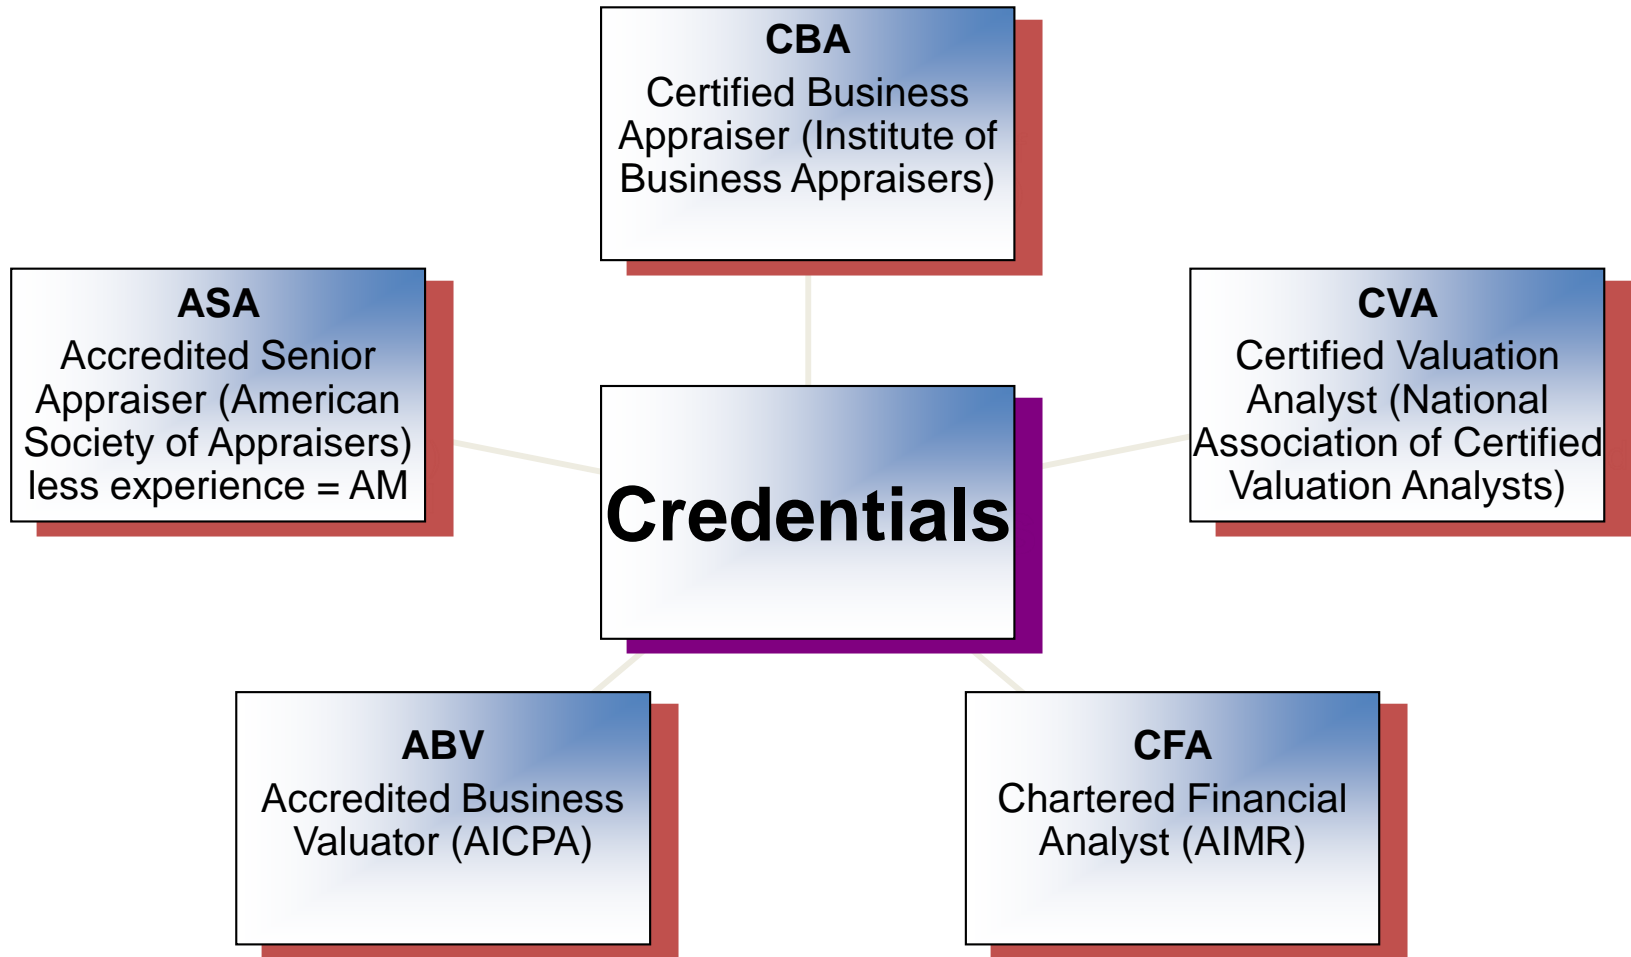 CBA
Certified Business
Appraiser (Institute of
Business Appraisers)
ASA
Accredited Senior
Appraiser (American
Society of Appraisers)
less experience = AM
CVA
Certified Valuation
Analyst (National
Association of Certified
Valuation Analysts)
Credentials
ABV
Accredited Business
Valuator (AICPA)
CFA
Chartered Financial
Analyst (AIMR)